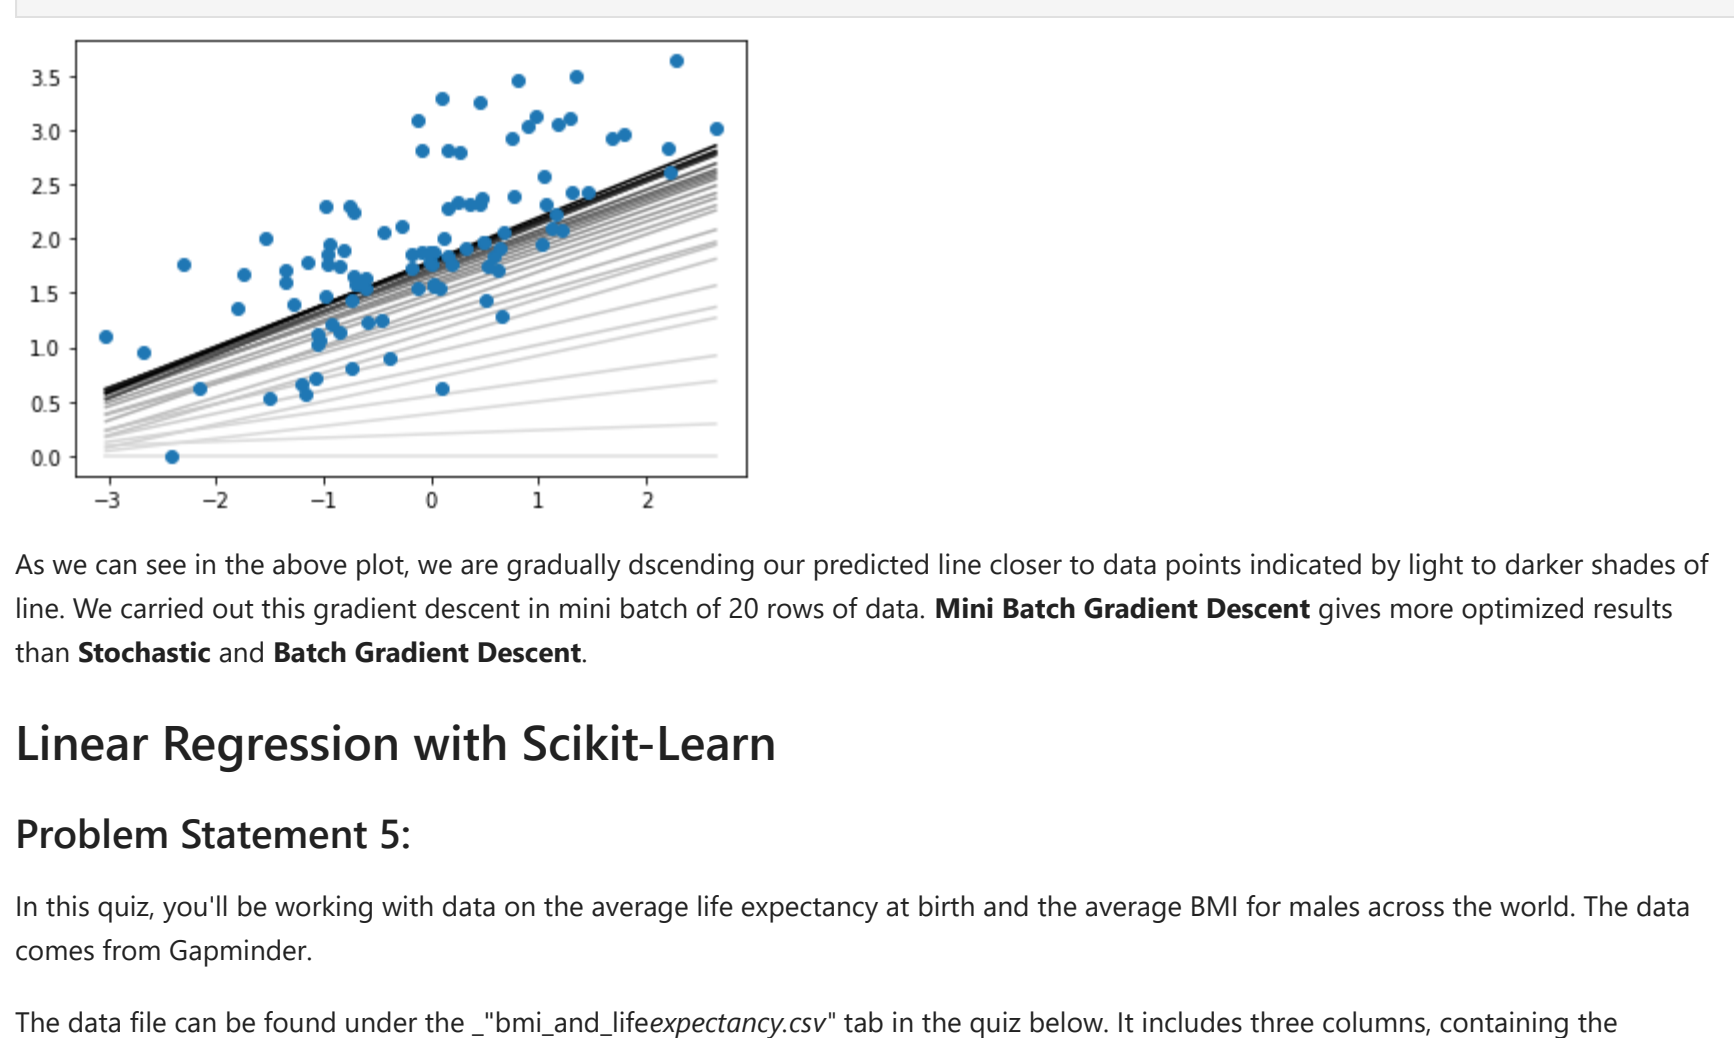 3.5
3.0
2.5
2.0
1.5
1.0
0.5
0.0
−3 −2 −1 0 1 2
As we can see in the above plot, we are gradually dscending our predicted line closer to data points indicated by light to darker shades of
line. We carried out this gradient descent in mini batch of 20 rows of data. Mini Batch Gradient Descent gives more optimized results
than Stochastic and Batch Gradient Descent.
Linear Regression with Scikit-Learn
Problem Statement 5:
In this quiz, you'll be working with data on the average life expectancy at birth and the average BMI for males across the world. The data
comes from Gapminder.
The data file can be found under the _"bmi_and_lifeexpectancy.csv" tab in the quiz below. It includes three columns, containing the